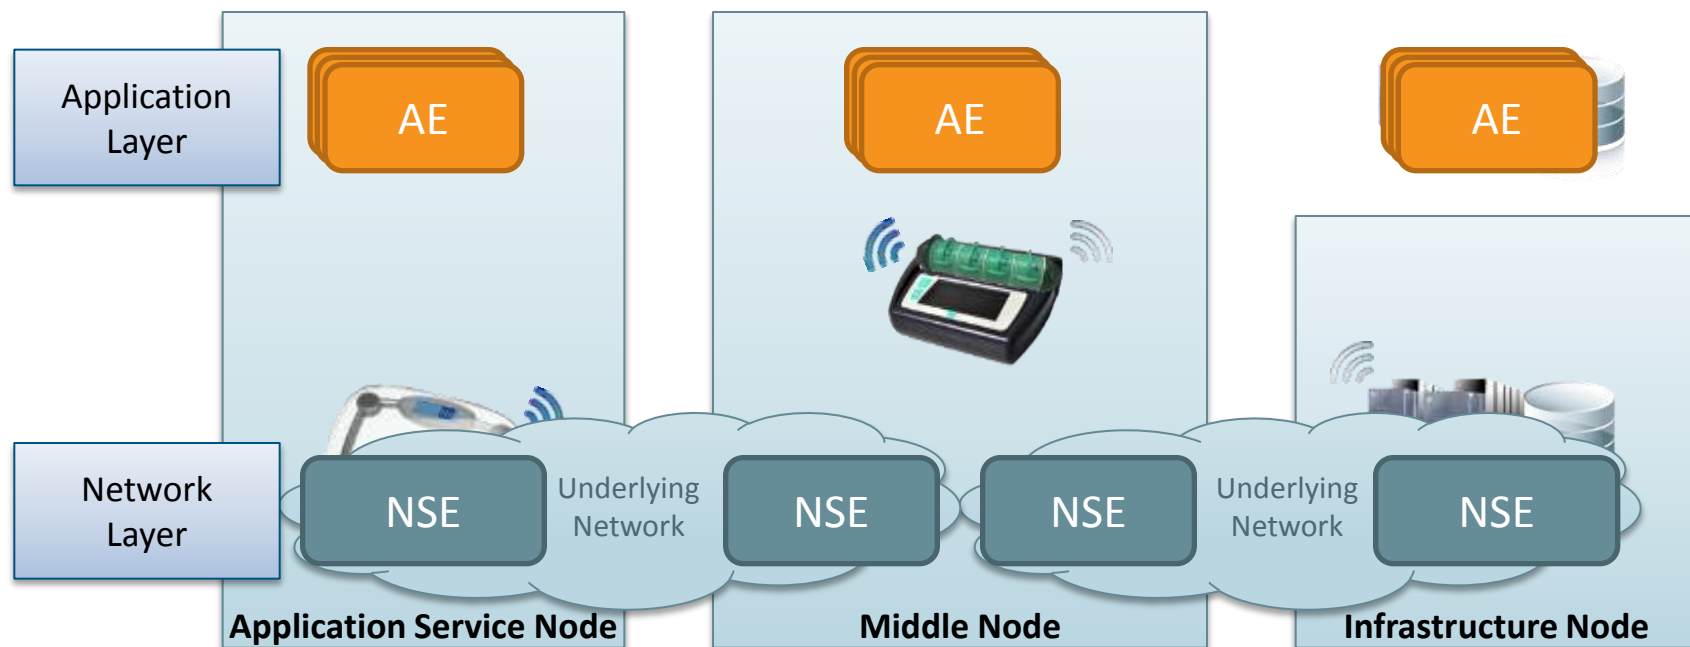 Application
Layer
AE
AE
AE
Network
Layer
NSE
Underlying
Network
NSE
NSE
Underlying
Network
NSE
Application Service Node
Middle Node
Infrastructure Node